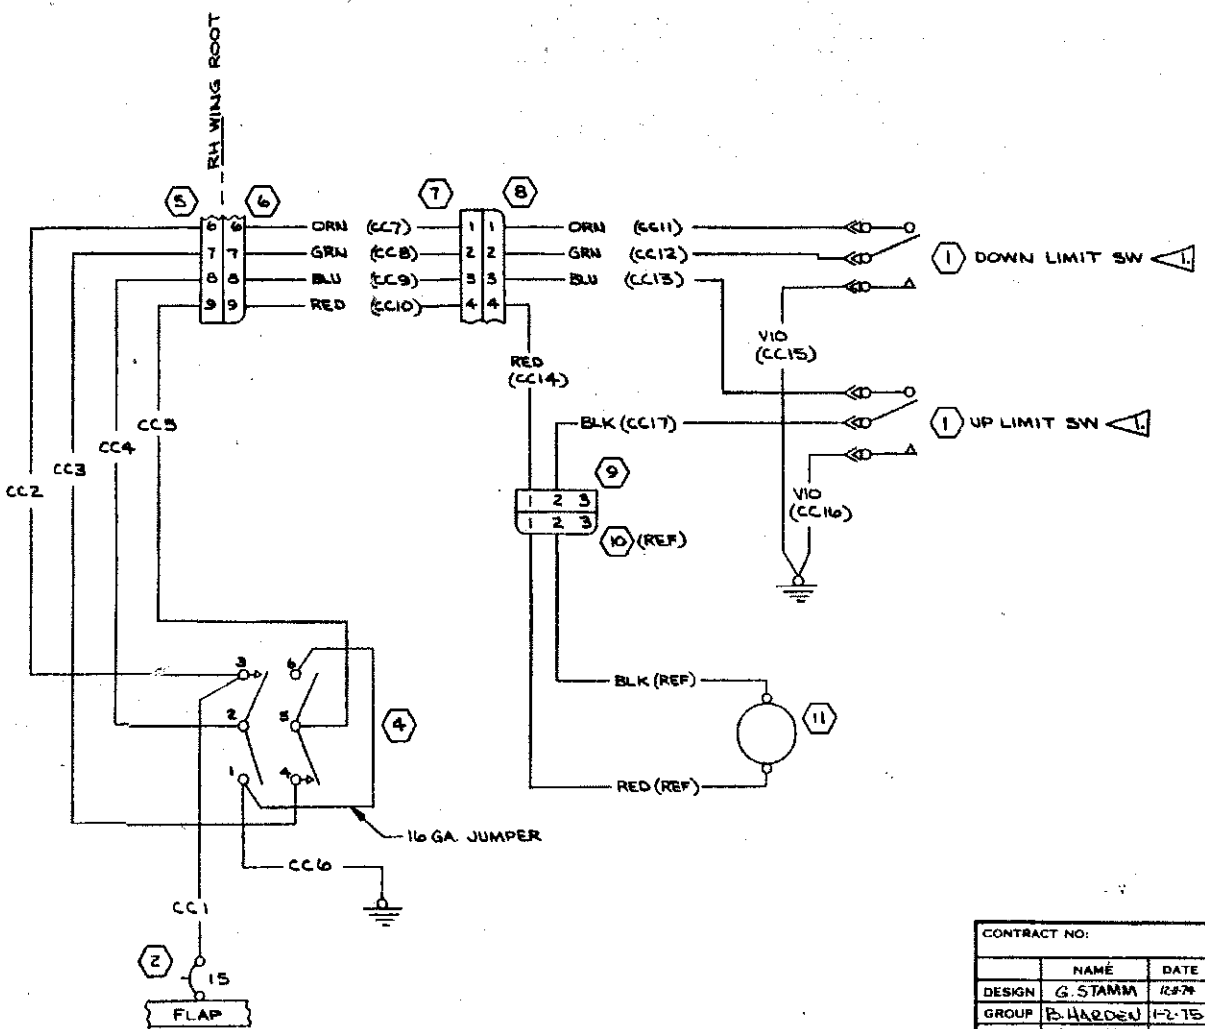 RH WING ROOT
5 6 7 8
6 6 ORN (CC7) 1 1 ORN (CC11)
7 7 GRN (CC8) 2 2 GRN (CC12)
1 DOWN LIMIT SW 1.
8 8 BLU (CC9) 3 3 BLU (CC13)
9 9 RED (CC10) 4 4
VIO
(CC15)
RED
(CC14)
CC5
CC4
CC3
CC2
BLK (CC17)
1 UP LIMIT SW 1.
9
1 2 3
1 2 3
10 (REF)
VIO
(CC16)
3 6
2 5
1 4
4
BLK (REF)
11
RED (REF)
16 GA. JUMPER
CC6
CC1
2
15
FLAP
CONTRACT NO:
NAME DATE
DESIGN G. STAMM
GROUP B. HARDEN 1-2-75